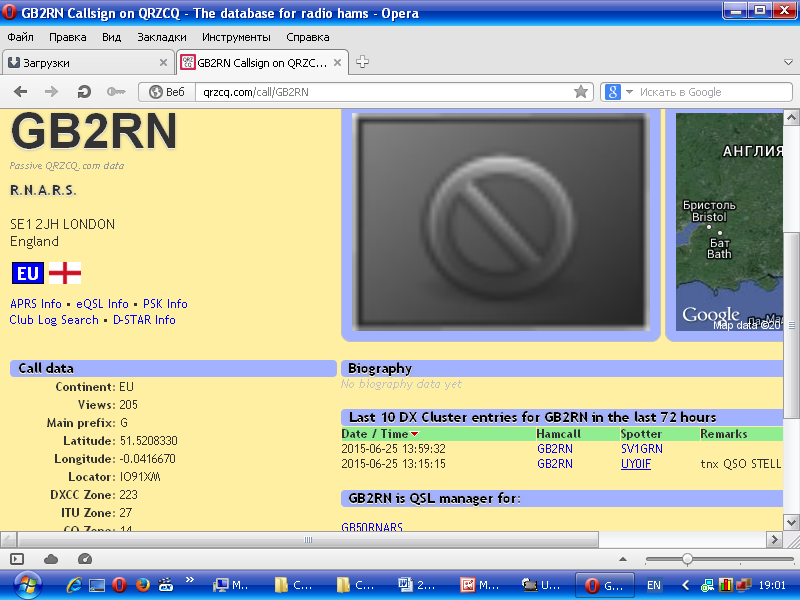 GB2RN Callsign on QRZCQ - The database for radio hams - Opera
Файл Правка Вид Закладки Инструменты Справка
Загрузки
GB2RN Callsign on QRZC...
Веб qrzcq.com/call/GB2RN
Искать в Google
GB2RN
Passive QRZCQ.com data
R.N.A.R.S.
SE1 2JH LONDON
England
EU
APRS Info • eQSL Info • PSK Info
Club Log Search • D-STAR Info
АНГЛИЯ
Бристоль
Bristol
Бат
Bath
Google
Map data ©20
Call data
Continent: EU
Views: 205
Main prefix: G
Latitude: 51.5208330
Longitude: -0.0416670
Locator: IO91XM
DXCC Zone: 223
ITU Zone: 27
CQ Zone: 14
Biography
No biography data yet
Last 10 DX Cluster entries for GB2RN in the last 72 hours
Date / Time Hamcall Spotter Remarks
2015-06-25 13:59:32 GB2RN SV1GRN
2015-06-25 13:15:15 GB2RN UY0IF tnx QSO STELL
GB2RN is QSL manager for:
GB50RNARS
M... С... С... 2... M... U... G... EN 19:01